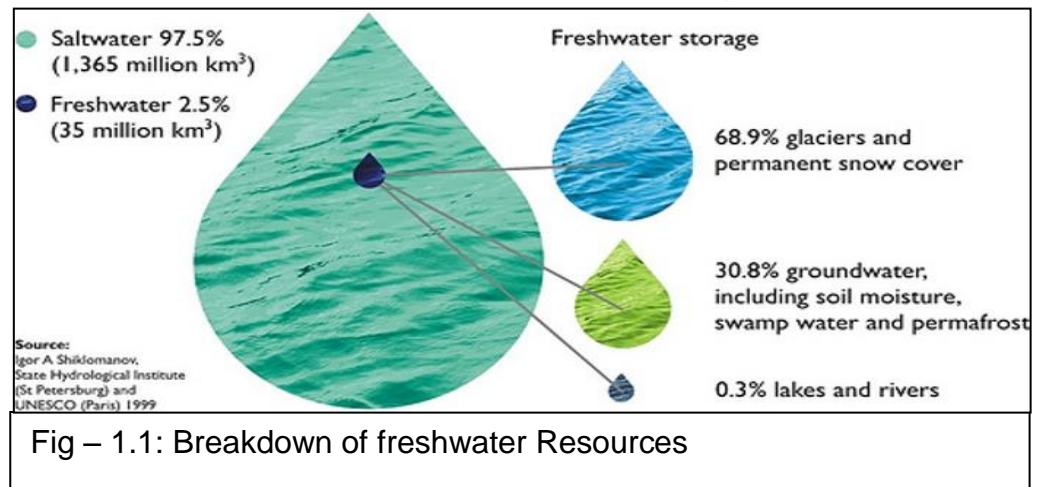 Saltwater 97.5%
(1,365 million km³)
Freshwater 2.5%
(35 million km³)
Freshwater storage
68.9% glaciers and
permanent snow cover
30.8% groundwater,
including soil moisture,
swamp water and permafrost
0.3% lakes and rivers
Source:
Igor A Shiklomanov,
State Hydrological Institute
(St Petersburg) and
UNESCO (Paris) 1999
Fig – 1.1: Breakdown of freshwater Resources